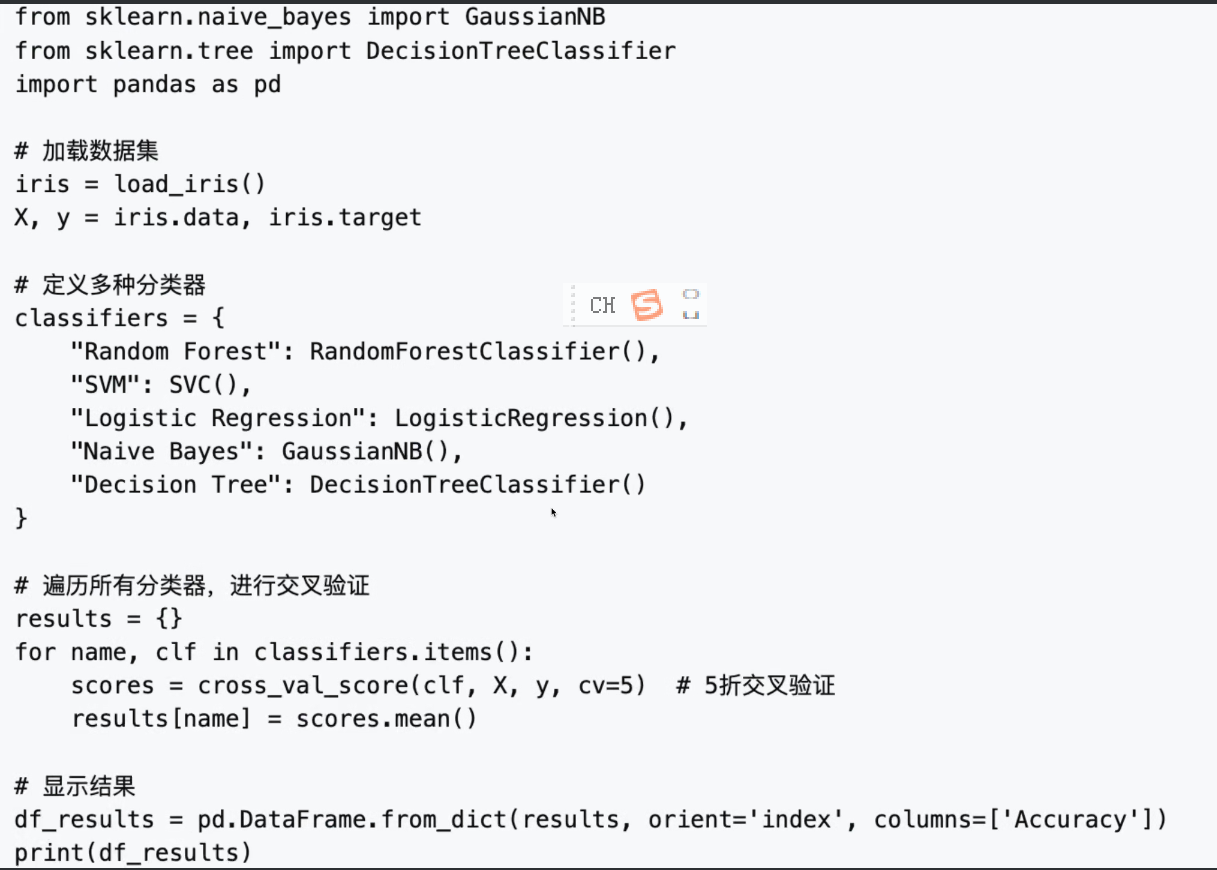 from sklearn.naive_bayes import GaussianNB
from sklearn.tree import DecisionTreeClassifier
import pandas as pd
# 加载数据集
iris = load_iris()
X, y = iris.data, iris.target
# 定义多种分类器
CH
classifiers = {
    "Random Forest": RandomForestClassifier(),
    "SVM": SVC(),
    "Logistic Regression": LogisticRegression(),
    "Naive Bayes": GaussianNB(),
    "Decision Tree": DecisionTreeClassifier()
}
# 遍历所有分类器，进行交叉验证
results = {}
for name, clf in classifiers.items():
    scores = cross_val_score(clf, X, y, cv=5)  # 5折交叉验证
    results[name] = scores.mean()
# 显示结果
df_results = pd.DataFrame.from_dict(results, orient='index', columns=['Accuracy'])
print(df_results)